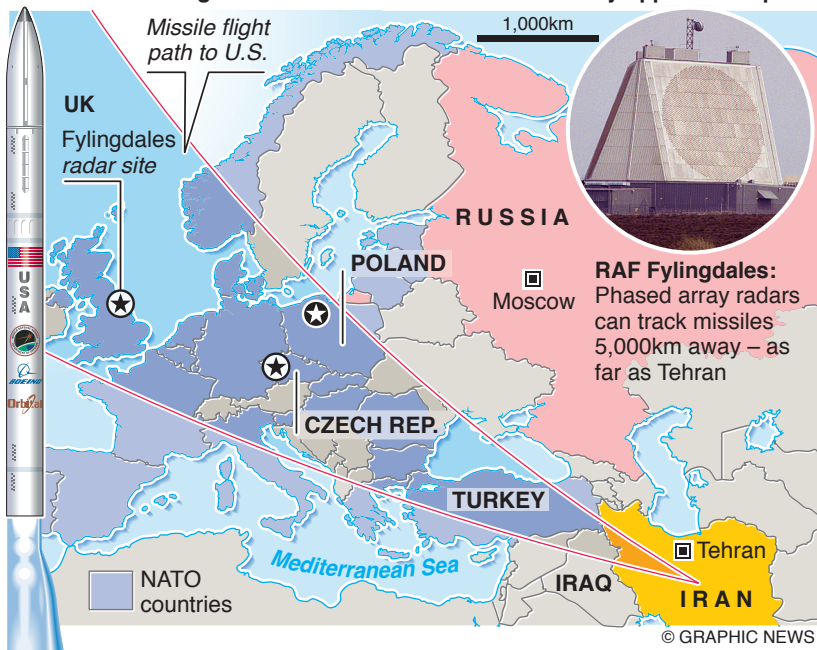 1,000km
Missile flight
path to U.S.
UK
Fylingdales
radar site
RUSSIA
POLAND
Moscow
RAF Fylingdales:
Phased array radars
can track missiles
5,000km away – as
far as Tehran
USA
BOEING
Orbital
CZECH REP.
TURKEY
Mediterranean Sea
Tehran
IRAQ
IRAN
NATO
countries
© GRAPHIC NEWS